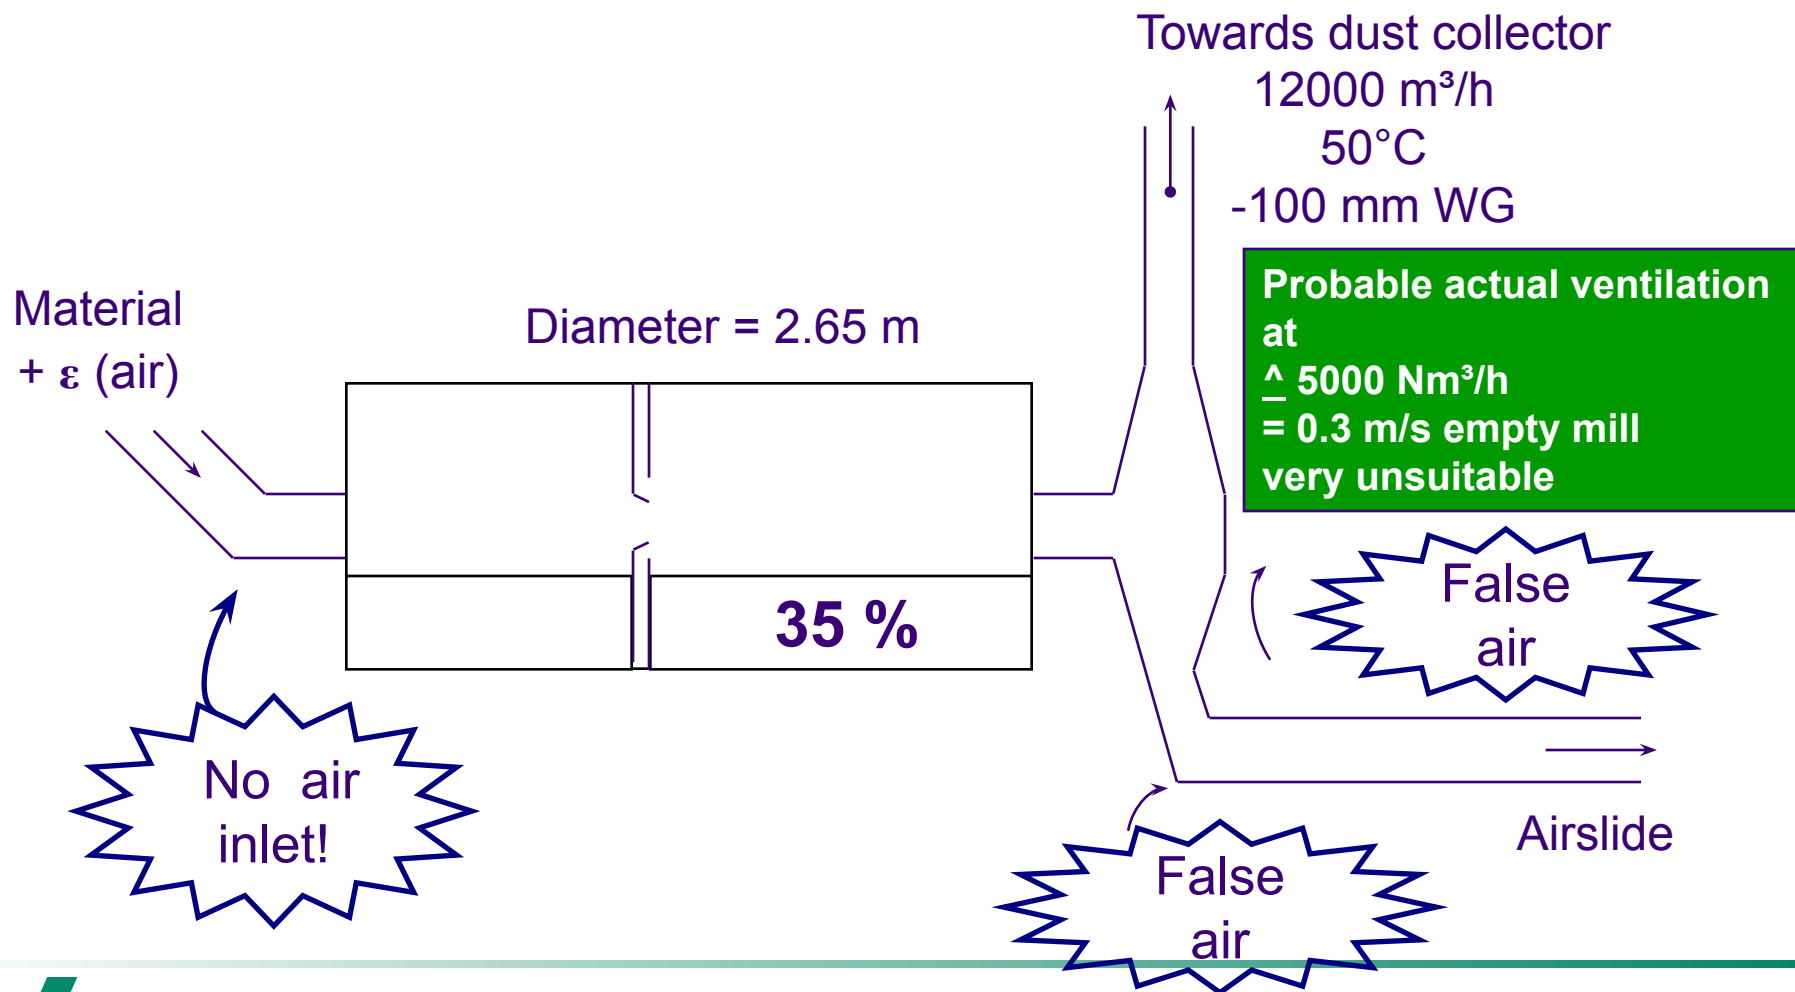 Towards dust collector
12000 m³/h
50°C
-100 mm WG
Probable actual ventilation
at
^ 5000 Nm³/h
= 0.3 m/s empty mill
very unsuitable
Material
+ ε (air)
Diameter = 2.65 m
35 %
False
air
No air
inlet!
Airslide
False
air